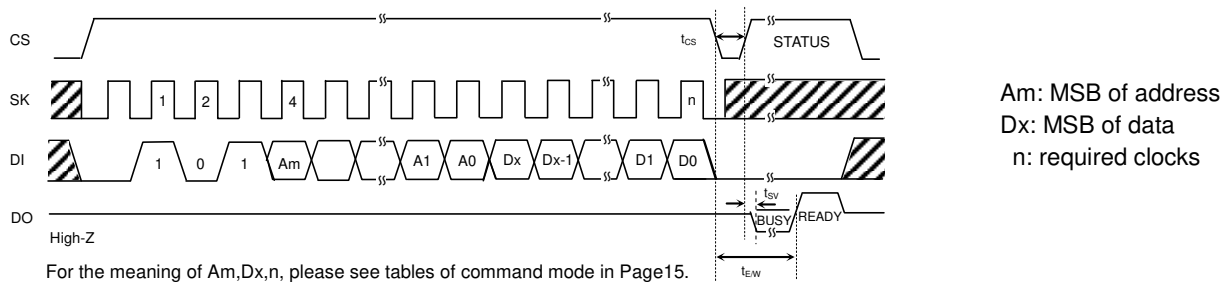 CS
tCS
STATUS
SK
1 2 4 n
DI
1 0 1 Am A1 A0 Dx Dx-1 D1 D0
tSV
DO
BUSY READY
High-Z
tE/W
For the meaning of Am,Dx,n, please see tables of command mode in Page15.
Am: MSB of address
Dx: MSB of data
n: required clocks